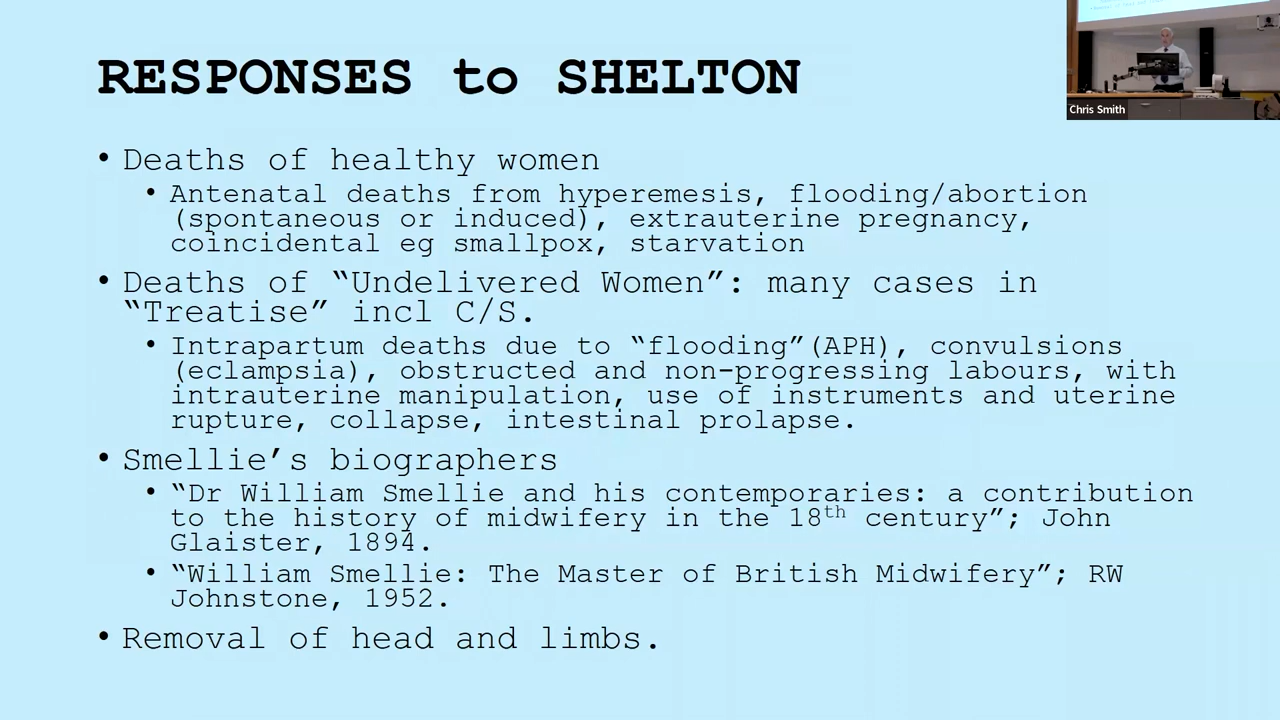 RESPONSES to SHELTON
Chris Smith
• Deaths of healthy women
• Antenatal deaths from hyperemesis, flooding/abortion
(spontaneous or induced), extrauterine pregnancy,
coincidental eg smallpox, starvation
• Deaths of “Undelivered Women”: many cases in
“Treatise” incl C/S.
• Intrapartum deaths due to “flooding”(APH), convulsions
(eclampsia), obstructed and non-progressing labours, with
intrauterine manipulation, use of instruments and uterine
rupture, collapse, intestinal prolapse.
• Smellie’s biographers
• “Dr William Smellie and his contemporaries: a contribution
to the history of midwifery in the 18th century”; John
Glaister, 1894.
• “William Smellie: The Master of British Midwifery”; RW
Johnstone, 1952.
• Removal of head and limbs.